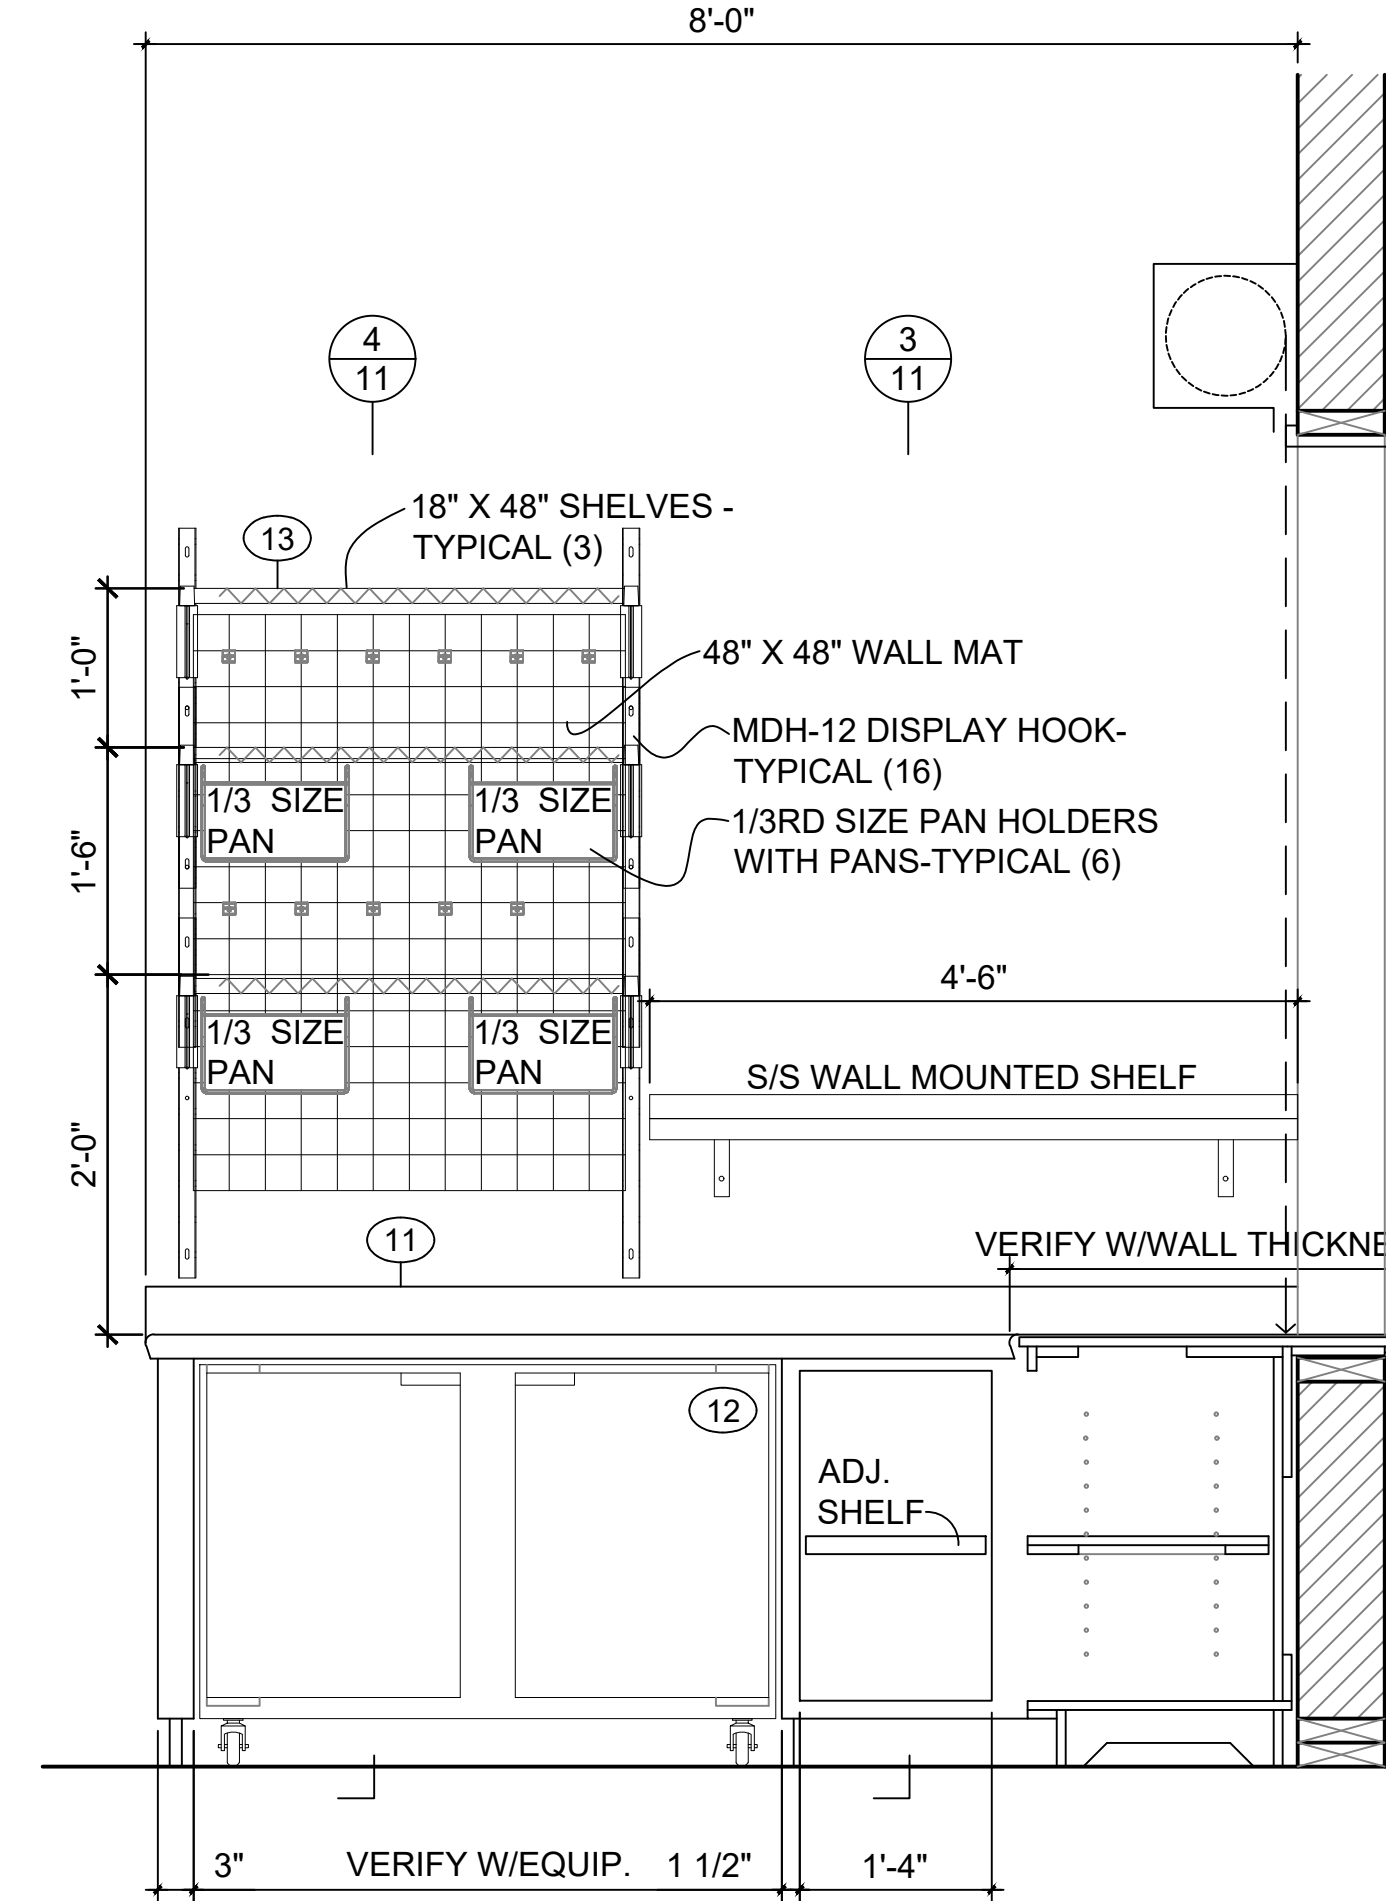 8'-0"
4
11
3
11
18" X 48" SHELVES -
TYPICAL (3)
13
1'-0"
48" X 48" WALL MAT
MDH-12 DISPLAY HOOK-
TYPICAL (16)
1/3 SIZE
PAN
1/3 SIZE
PAN
1/3RD SIZE PAN HOLDERS
WITH PANS-TYPICAL (6)
1'-6"
4'-6"
1/3 SIZE
PAN
1/3 SIZE
PAN
S/S WALL MOUNTED SHELF
2'-0"
11
VERIFY W/WALL THICKNE
12
ADJ.
SHELF
3"
VERIFY W/EQUIP.
1 1/2"
1'-4"